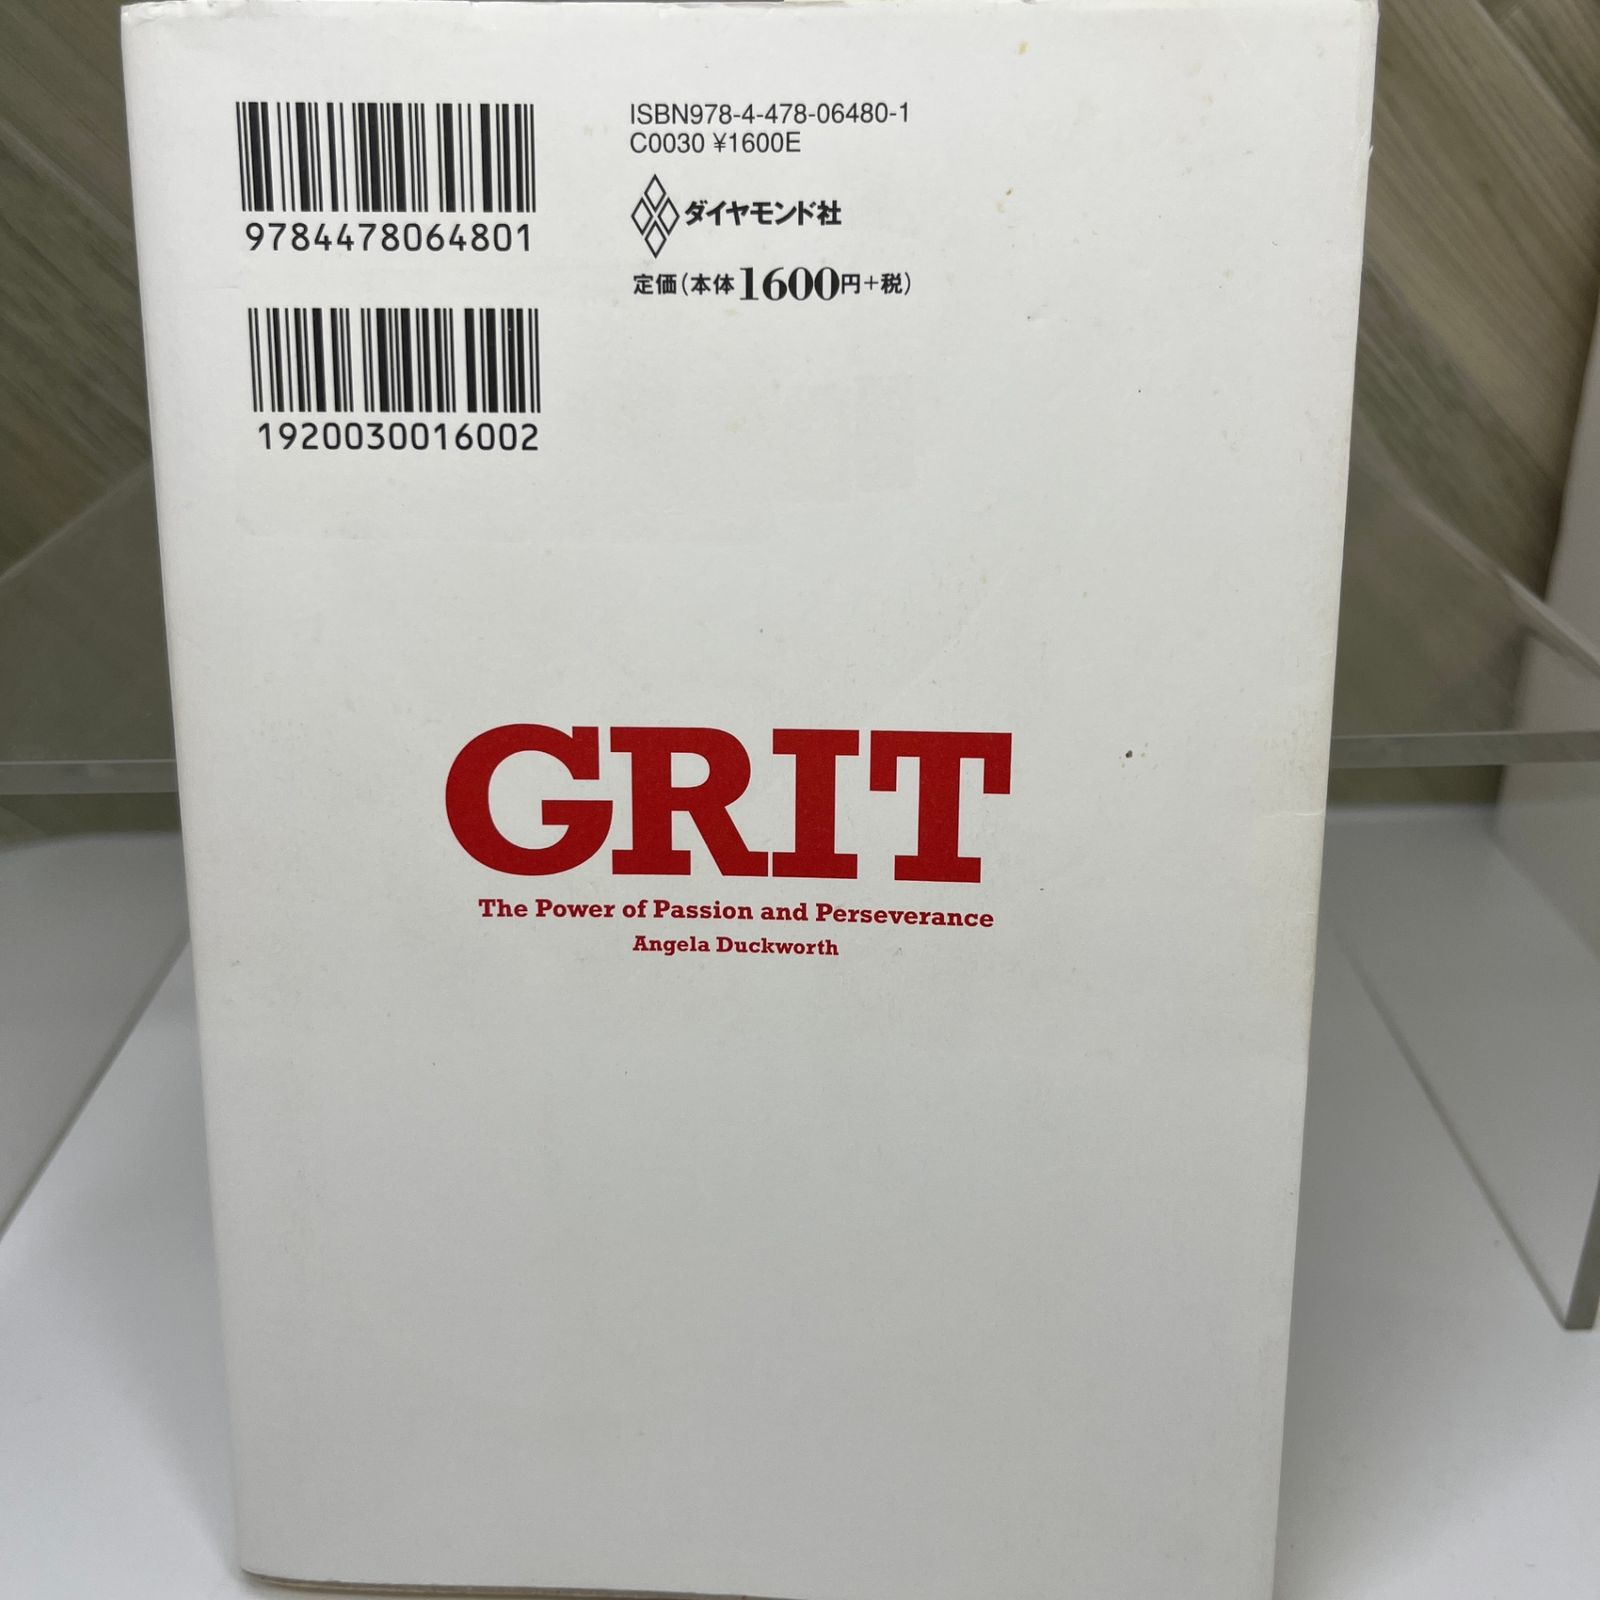 ISBN978-4-478-06480-1
C0030 ¥1600E
9784478064801
ダイヤモンド社
定価(本体1600円+税)
1920030016002
GRIT
The Power of Passion and Perseverance
Angela Duckworth